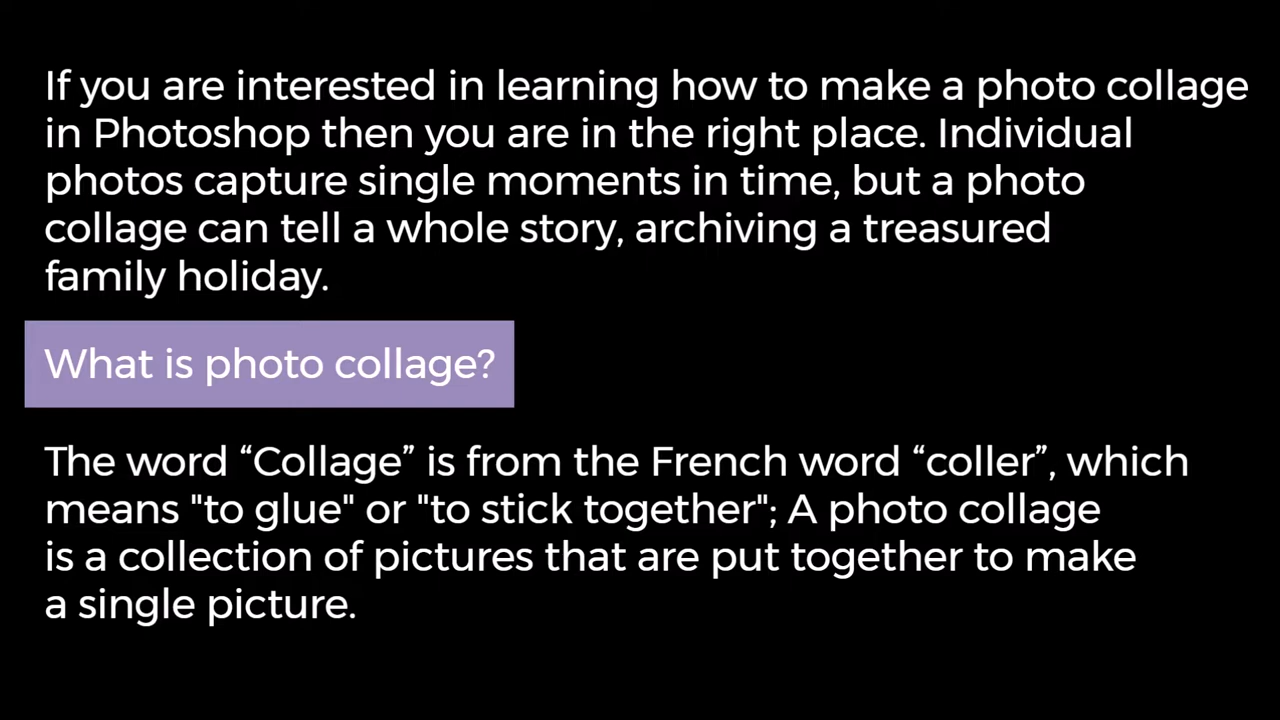 If you are interested in learning how to make a photo collage
in Photoshop then you are in the right place. Individual
photos capture single moments in time, but a photo
collage can tell a whole story, archiving a treasured
family holiday.
What is photo collage?
The word “Collage” is from the French word “coller”, which
means "to glue" or "to stick together"; A photo collage
is a collection of pictures that are put together to make
a single picture.